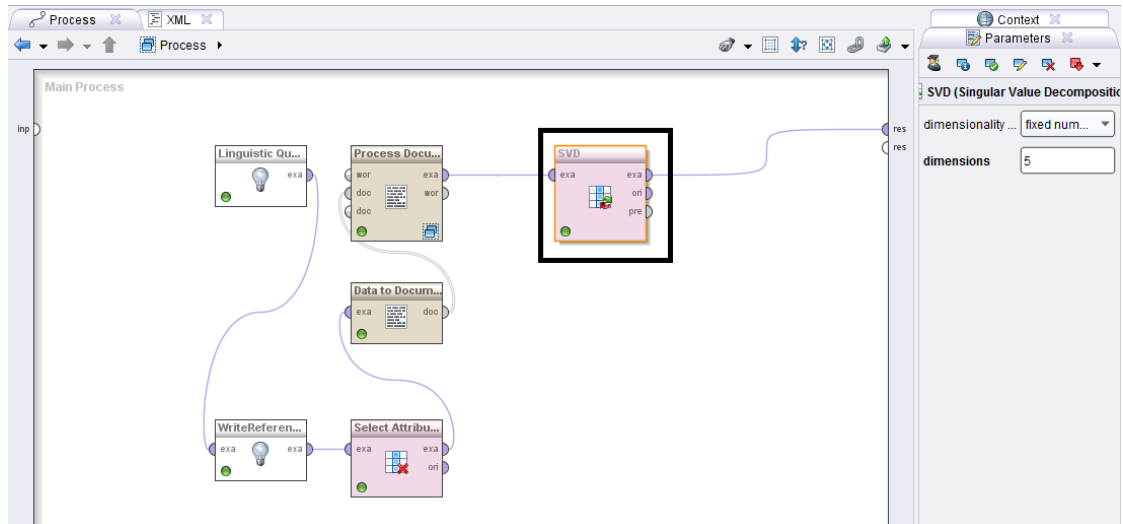 Process
XML
Context
Process
Parameters
Main Process
SVD (Singular Value Decompositio
inp
res
res
dimensionality ...
fixed num...
dimensions
5
Linguistic Qu...
exa
Process Docu...
wor
exa
doc
wor
doc
SVD
exa
exa
ori
pre
Data to Docum...
exa
doc
WriteReferen...
exa
exa
Select Attribu...
exa
exa
ori